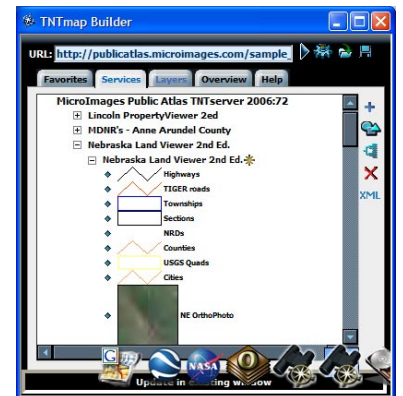 TNTmap Builder
URL: http://publicatlas.microimages.com/sample_
Favorites Services Layers Overview Help
MicroImages Public Atlas TNTserver 2006:72
Lincoln PropertyViewer 2ed
MDNR's - Anne Arundel County
Nebraska Land Viewer 2nd Ed.
Nebraska Land Viewer 2nd Ed.
Highways
TIGER roads
Townships
Sections
NRDs
Counties
USGS Quads
Cities
NE OrthoPhoto
XML
G
NASA
Update in existing window